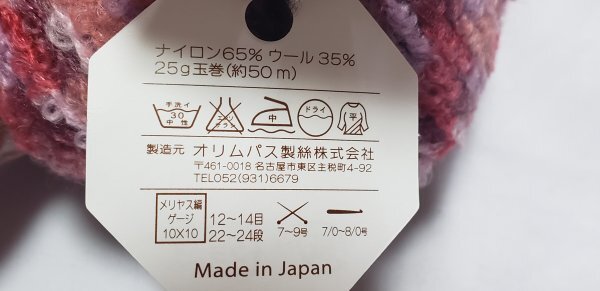 ナイロン65% ウール35%
25g玉巻(約50m)
手洗イ
30
中性
エンソ
サラシ
中
ドライ
平
製造元 オリムパス製絲株式会社
〒461-0018 名古屋市東区主税町4-92
TEL052(931)6679
メリヤス編
ゲージ
10X10
12〜14目
22〜24段
7〜9号
7/0〜8/0号
Made in Japan